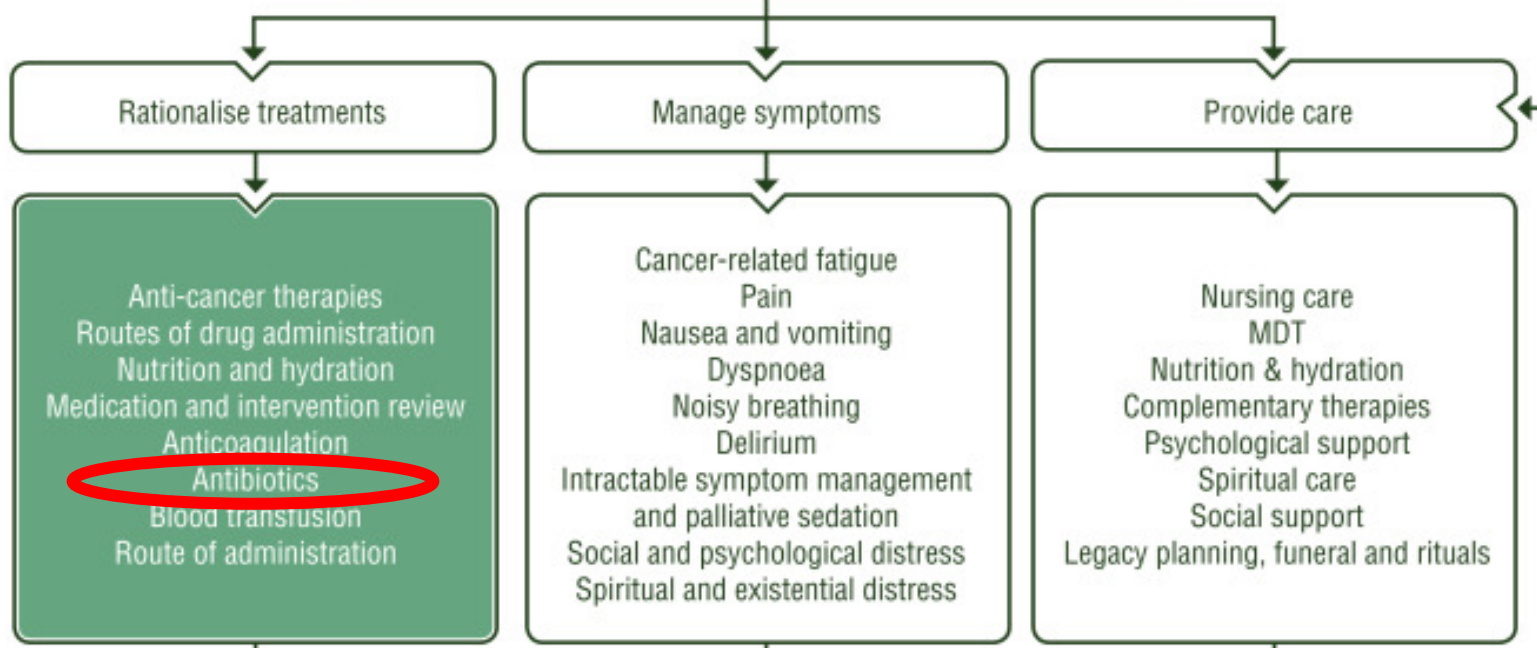 Rationalise treatments
Manage symptoms
Provide care
Anti-cancer therapies
Routes of drug administration
Nutrition and hydration
Medication and intervention review
Anticoagulation
Antibiotics
Blood transfusion
Route of administration
Cancer-related fatigue
Pain
Nausea and vomiting
Dyspnoea
Noisy breathing
Delirium
Intractable symptom management
and palliative sedation
Social and psychological distress
Spiritual and existential distress
Nursing care
MDT
Nutrition & hydration
Complementary therapies
Psychological support
Spiritual care
Social support
Legacy planning, funeral and rituals